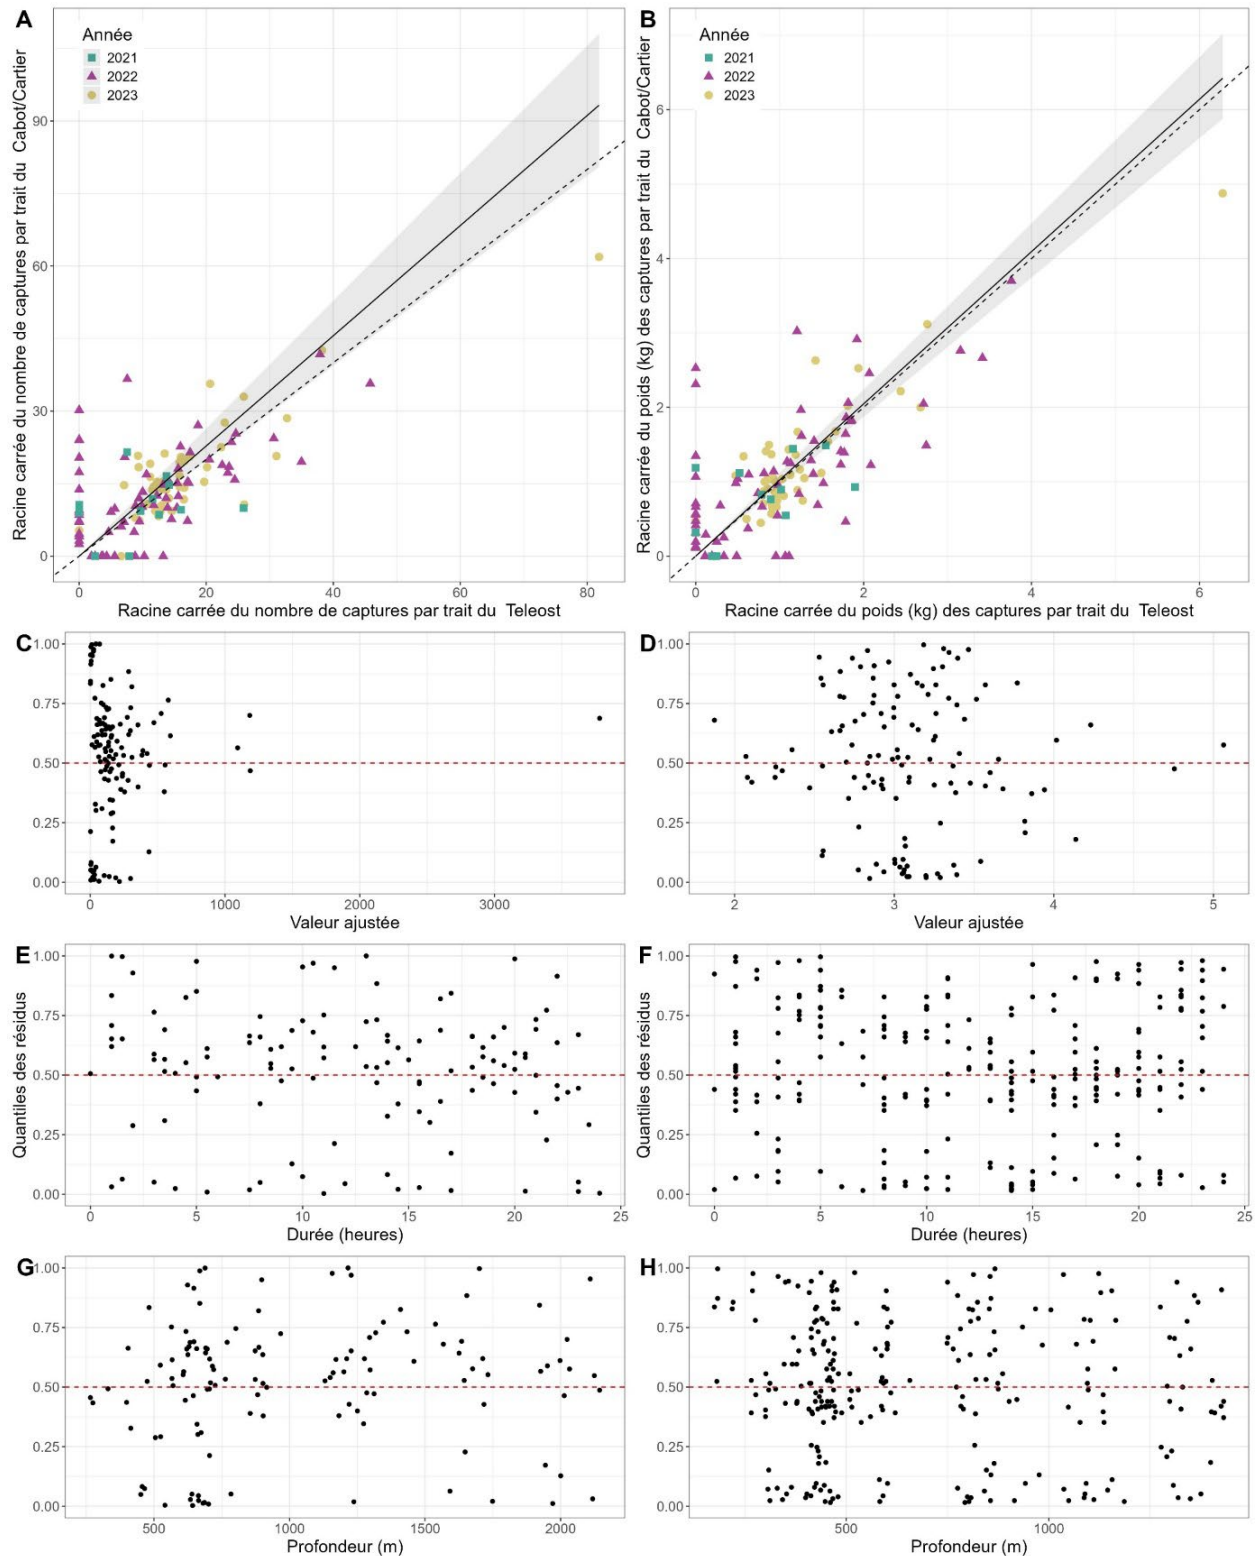 A
Année
2021
2022
2023
Racine carrée du nombre de captures par trait du  Cabot/Cartier
90
60
30
0
0 20 40 60 80
Racine carrée du nombre de captures par trait du  Teleost
B
Année
2021
2022
2023
Racine carrée du poids (kg) des captures par trait du  Cabot/Cartier
6
4
2
0
0 2 4 6
Racine carrée du poids (kg) des captures par trait du  Teleost
C
1.00
0.75
0.50
0.25
0.00
0 1000 2000 3000
Valeur ajustée
D
1.00
0.75
0.50
0.25
0.00
2 3 4 5
Valeur ajustée
E
Quantiles des résidus
1.00
0.75
0.50
0.25
0.00
0 5 10 15 20 25
Durée (heures)
F
Quantiles des résidus
1.00
0.75
0.50
0.25
0.00
0 5 10 15 20 25
Durée (heures)
G
1.00
0.75
0.50
0.25
0.00
500 1000 1500 2000
Profondeur (m)
H
1.00
0.75
0.50
0.25
0.00
500 1000
Profondeur (m)